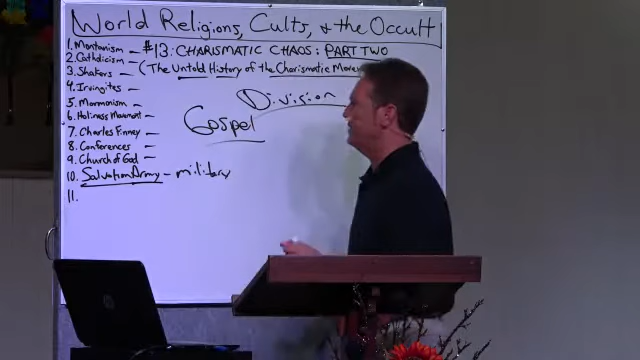 World Religions, Cults, & the Occult
#13: CHARISMATIC CHAOS: PART TWO
(The Untold History of the Charismatic
1. Montanism -
2. Catholicism -
3. Shakers -
4. Irvingites
5. Mormonism -
6. Holiness Movement -
7. Charles Finney
8. Conferences -
9. Church of God -
10. Salvation Army - military
11.
Division
Gospel